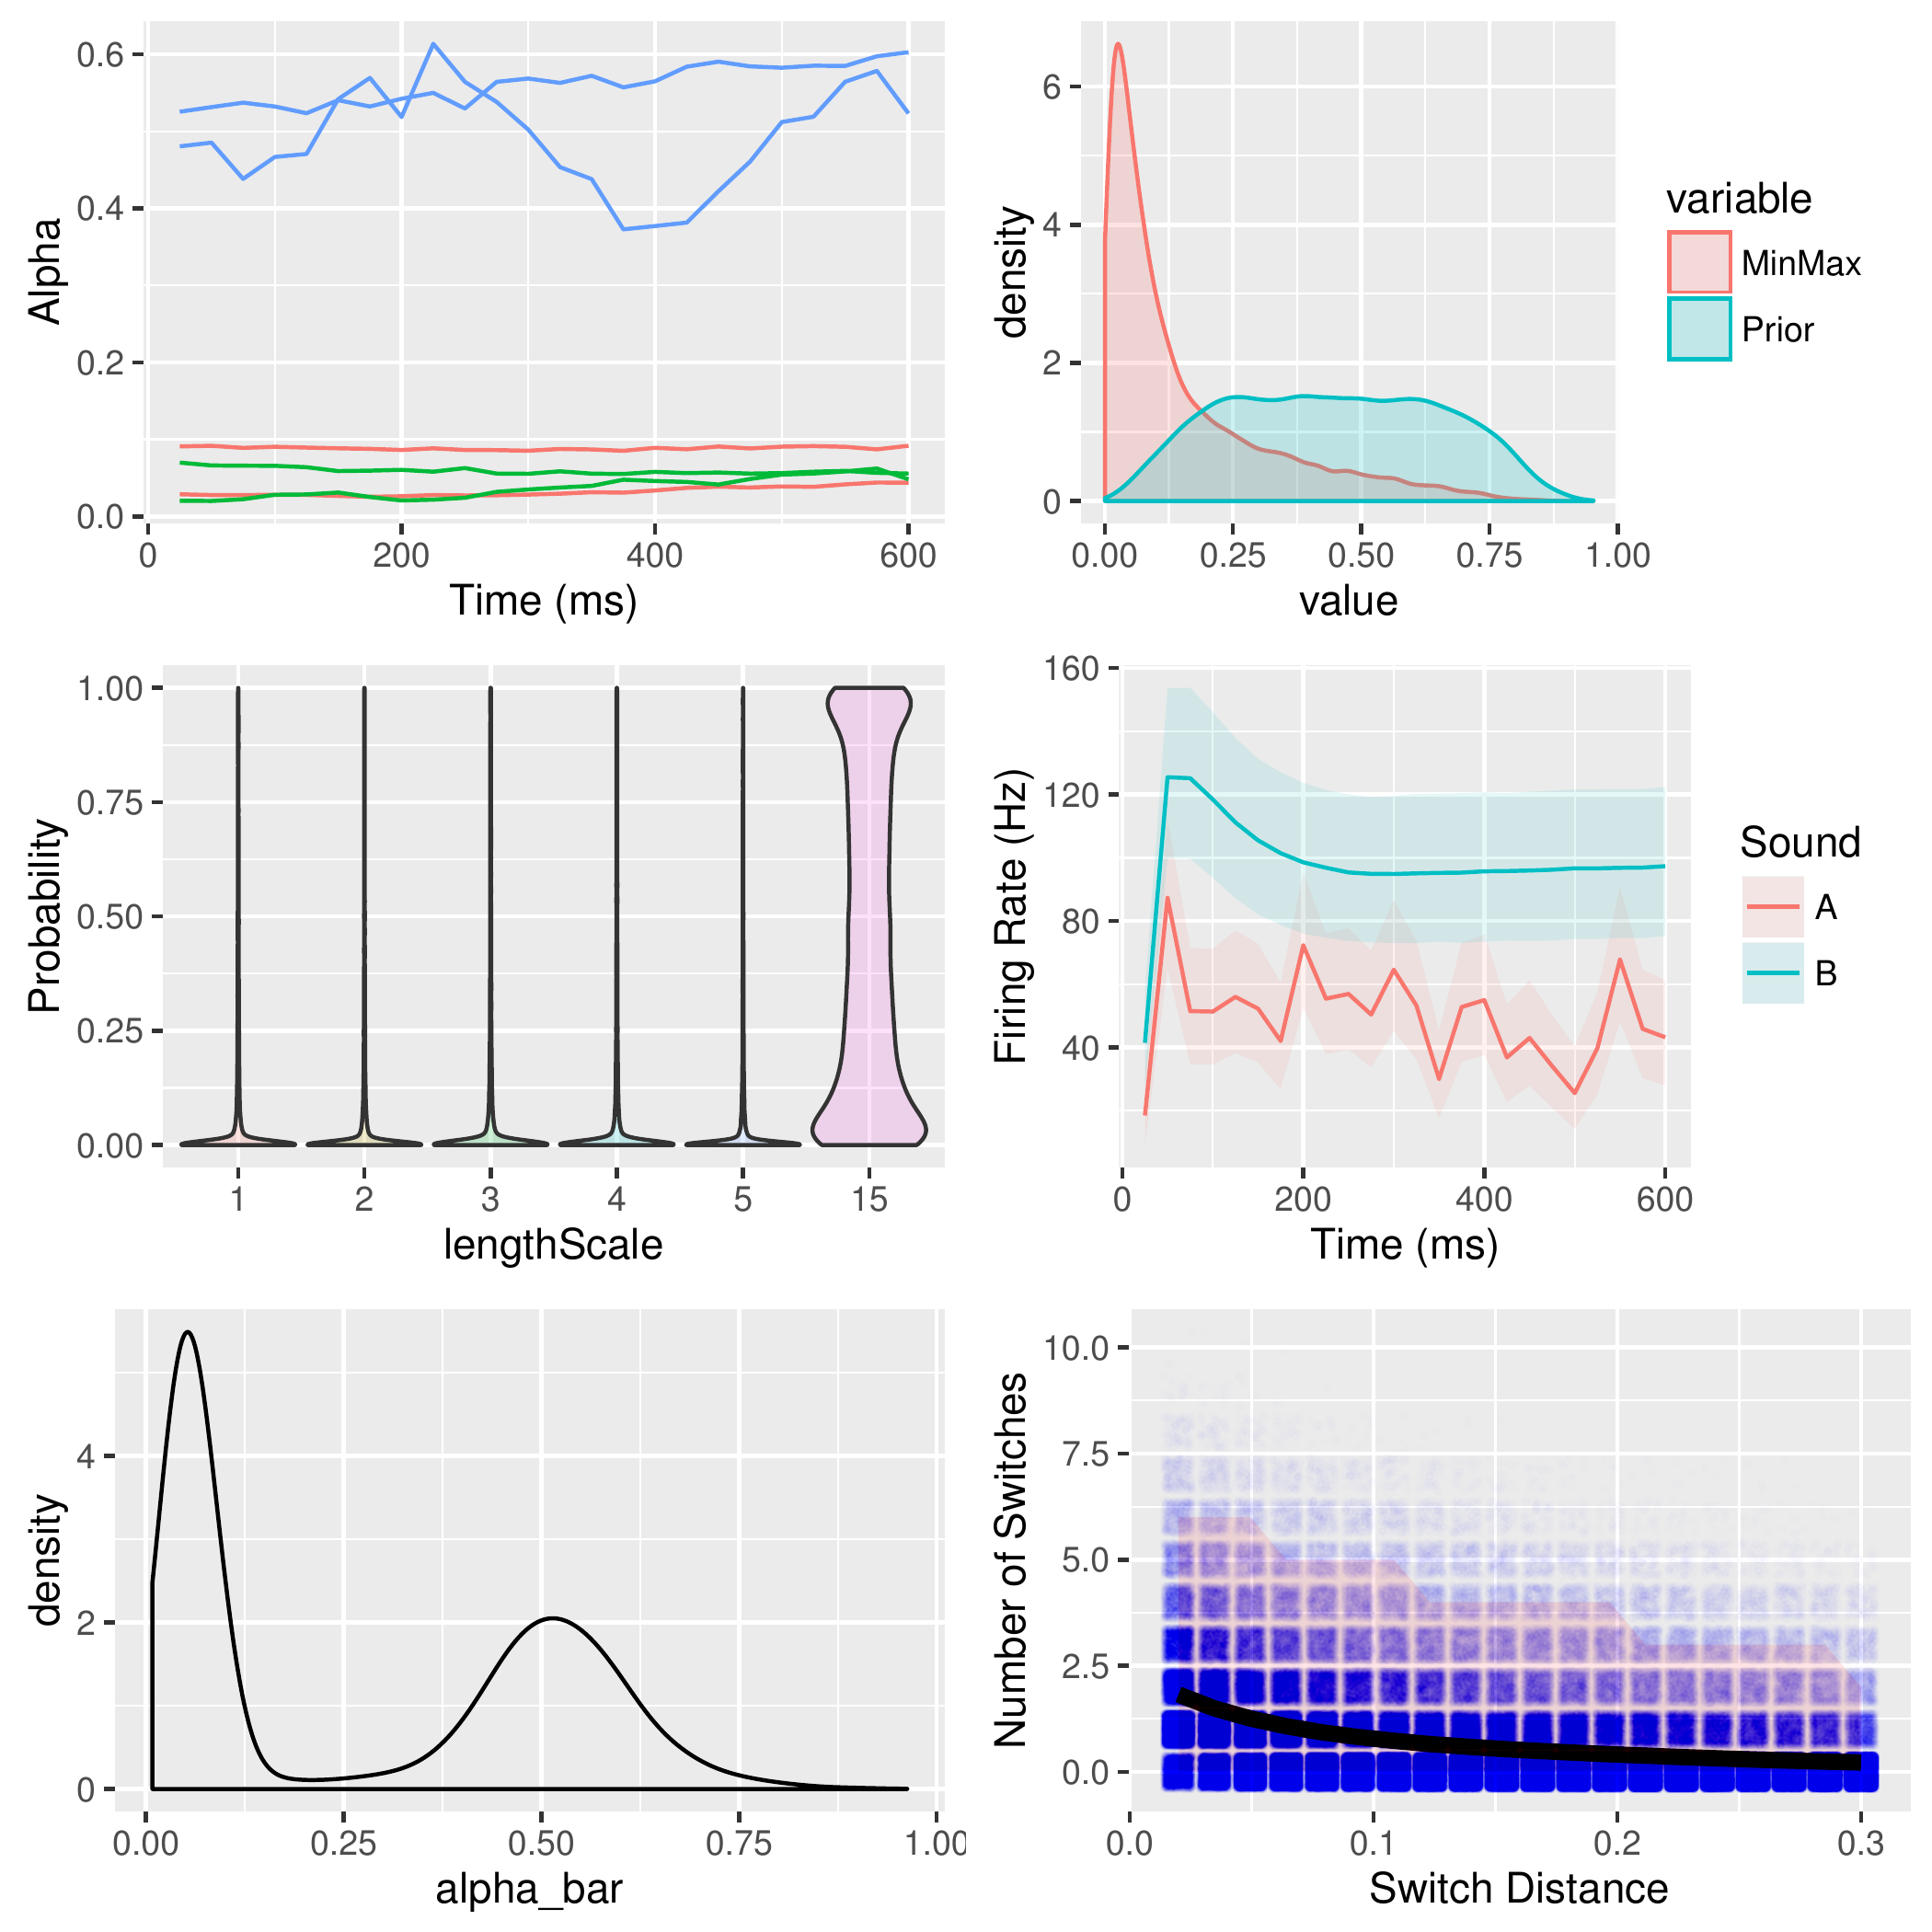 0.6
0.4
0.2
0.0
Alpha
0
200
400
600
Time (ms)
6
4
2
0
density
0.00
0.25
0.50
0.75
1.00
value
variable
MinMax
Prior
1.00
0.75
0.50
0.25
0.00
Probability
1
2
3
4
5
15
lengthScale
160
120
80
40
Firing Rate (Hz)
0
200
400
600
Time (ms)
Sound
A
B
4
2
0
density
0.00
0.25
0.50
0.75
1.00
alpha_bar
10.0
7.5
5.0
2.5
0.0
Number of Switches
0.0
0.1
0.2
0.3
Switch Distance